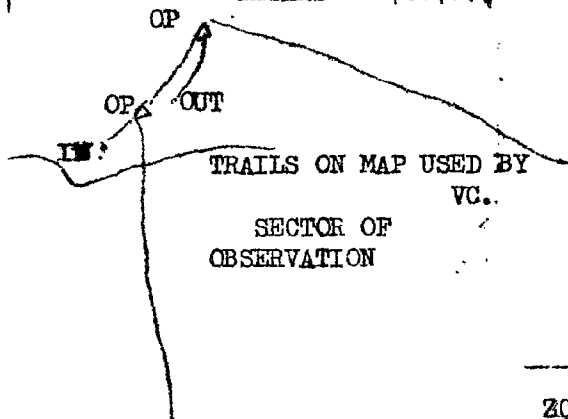 OP
OP OUT
TRAILS ON MAP USED BY
VC.
SECTOR OF
OBSERVATION